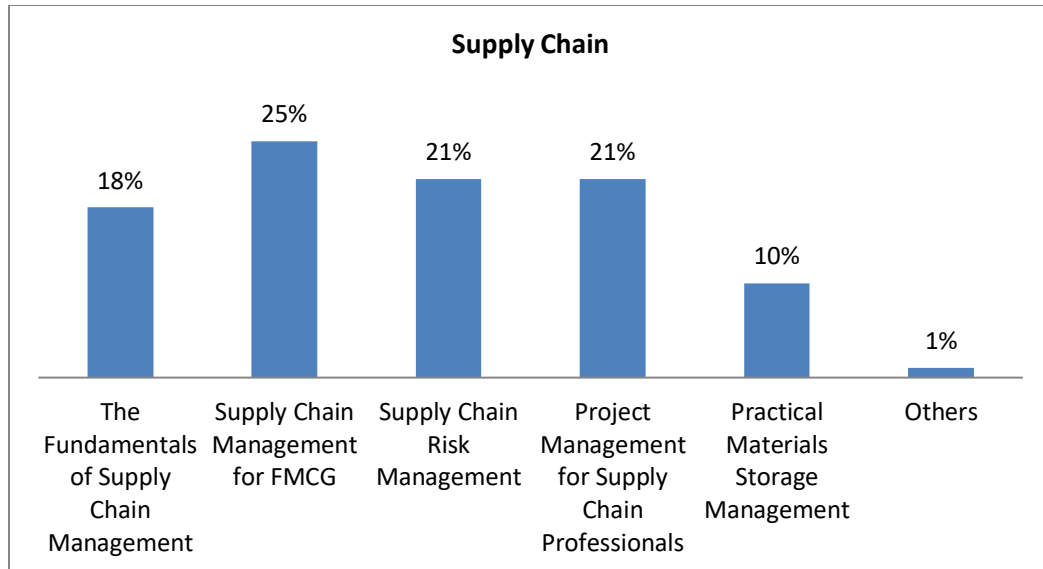 Supply Chain
18%
25%
21%
21%
10%
1%
The
Fundamentals
of Supply
Chain
Management
Supply Chain
Management
for FMCG
Supply Chain
Risk
Management
Project
Management
for Supply
Chain
Professionals
Practical
Materials
Storage
Management
Others